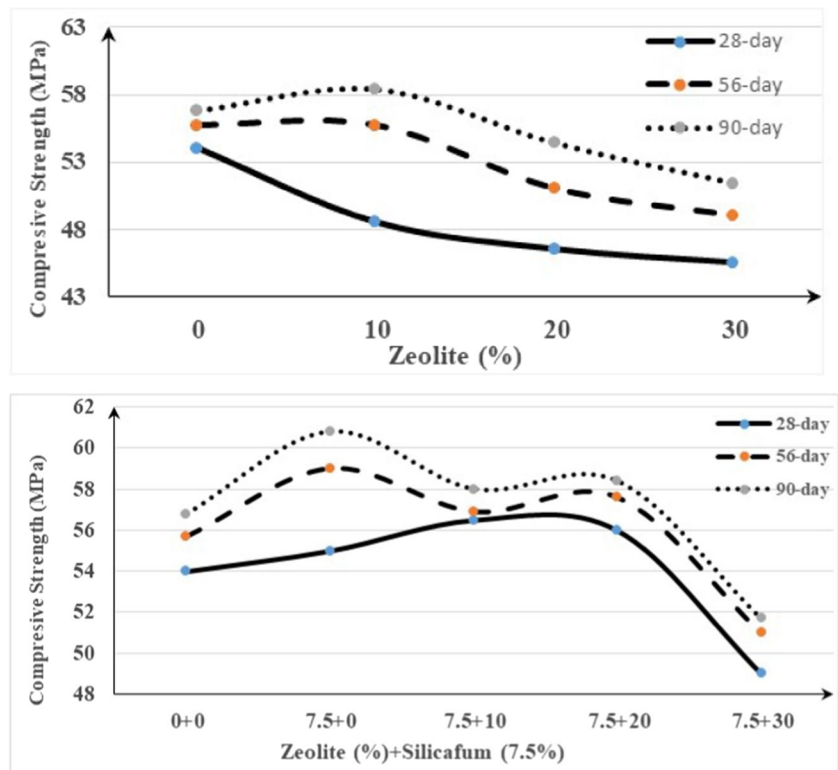 63
58
53
48
43
Compresive Strength (MPa)
28-day
56-day
90-day
0 10 20 30
Zeolite (%)
62
60
58
56
54
52
50
48
Compresive Strength (MPa)
28-day
56-day
90-day
0+0 7.5+0 7.5+10 7.5+20 7.5+30
Zeolite (%)+Silicafum (7.5%)